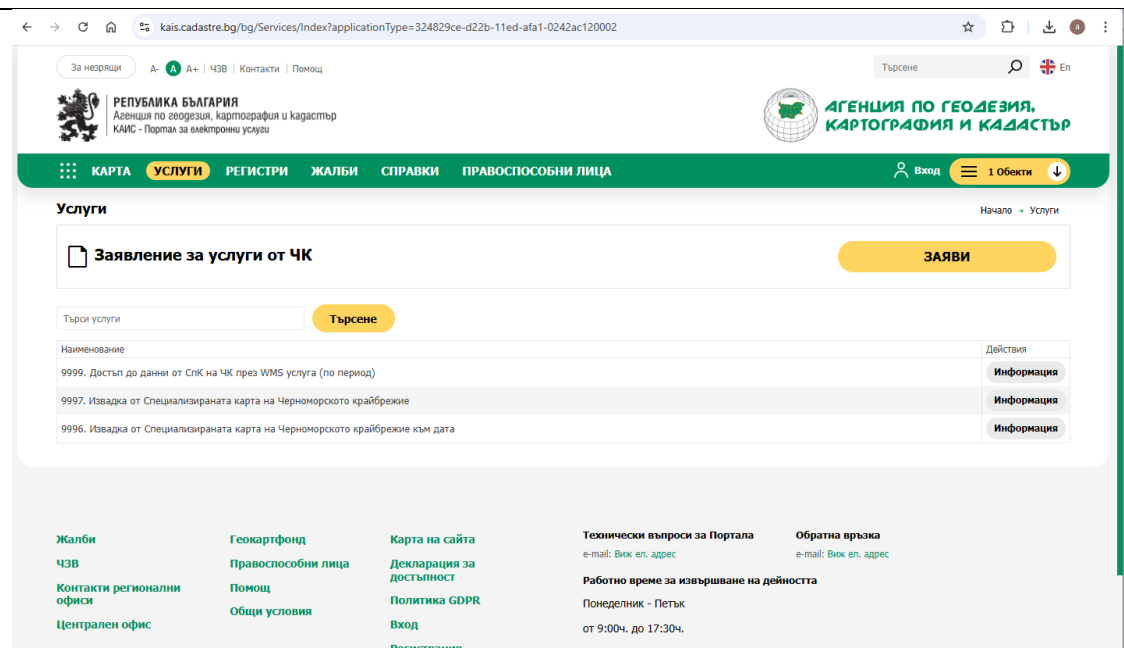 kais.cadastre.bg/bg/Services/Index?applicationType=324829ce-d22b-11ed-afa1-0242ac120002
a
За незрящи A- A A+ ЧЗВ Контакти Помощ Търсене En
РЕПУБЛИКА БЪЛГАРИЯ
Агенция по геодезия, картография и кадастър
КАИС - Портал за електронни услуги
АГЕНЦИЯ ПО ГЕОДЕЗИЯ,
КАРТОГРАФИЯ И КАДАСТЪР
КАРТА УСЛУГИ РЕГИСТРИ ЖАЛБИ СПРАВКИ ПРАВОСПОСОБНИ ЛИЦА Вход 1 Обекти
Услуги Начало → Услуги
Заявление за услуги от ЧК ЗАЯВИ
Търси услуги Търсене
Наименование Действия
9999. Достъп до данни от СпК на ЧК през WMS услуга (по период) Информация
9997. Извадка от Специализираната карта на Черноморското крайбрежие Информация
9996. Извадка от Специализираната карта на Черноморското крайбрежие към дата Информация
Жалби
ЧЗВ
Контакти регионални
офиси
Централен офис
Геокартфонд
Правоспособни лица
Помощ
Общи условия
Карта на сайта
Декларация за
достъпност
Политика GDPR
Вход
Регистрация
Технически въпроси за Портала
e-mail: Виж ел. адрес
Обратна връзка
e-mail: Виж ел. адрес
Работно време за извършване на дейността
Понеделник - Петък
от 9:00ч. до 17:30ч.